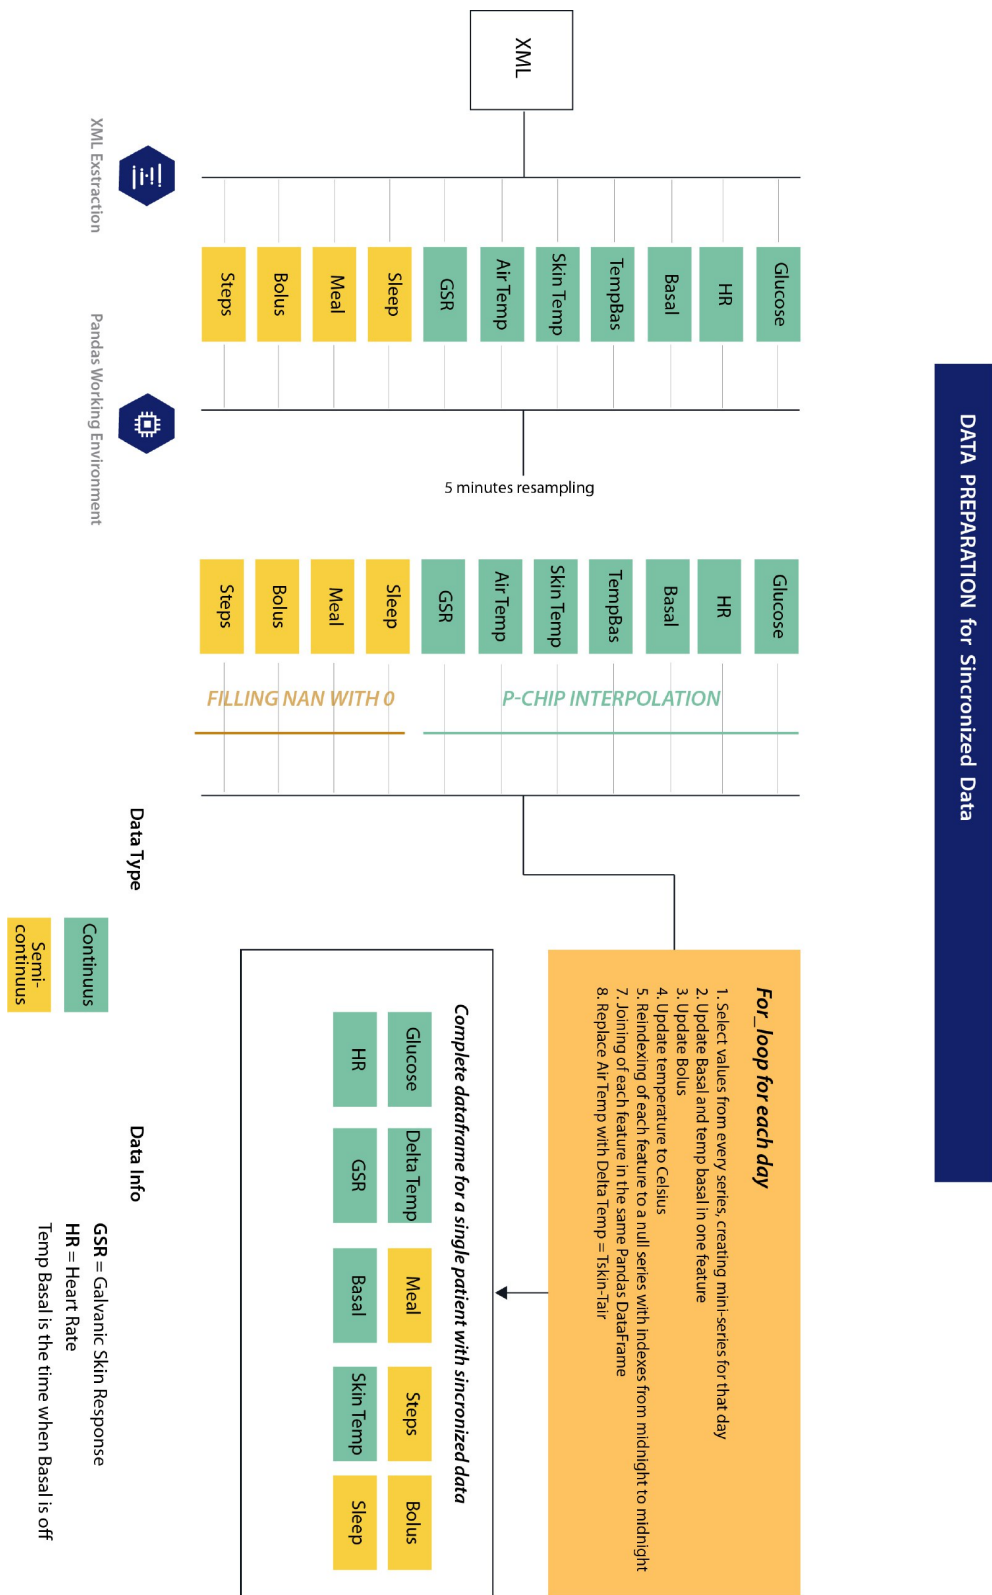 DATA PREPARATION for Sincronized Data
XML
XML Exstraction
Glucose
HR
Basal
TempBas
Skin Temp
Air Temp
GSR
Sleep
Meal
Bolus
Steps
Pandas Working Environment
5 minutes resampling
Glucose
HR
Basal
TempBas
Skin Temp
Air Temp
GSR
Sleep
Meal
Bolus
Steps
P-CHIP INTERPOLATION
FILLING NAN WITH 0
For_loop for each day
1. Select values from every series, creating mini-series for that day
2. Update Basal and temp basal in one feature
3. Update Bolus
4. Update temperature to Celsius
5. Reindexing of each feature to a null series with indexes from midnight to midnight
7. Joining of each feature in the same Pandas DataFrame
8. Replace Air Temp with Delta Temp = Tskin-Tair
Complete dataframe for a single patient with sincronized data
Glucose
Delta Temp
Meal
Steps
Bolus
HR
GSR
Basal
Skin Temp
Sleep
Data Type
Continuus
Semi-
continuus
Data Info
GSR = Galvanic Skin Response
HR = Heart Rate
Temp Basal is the time when Basal is off